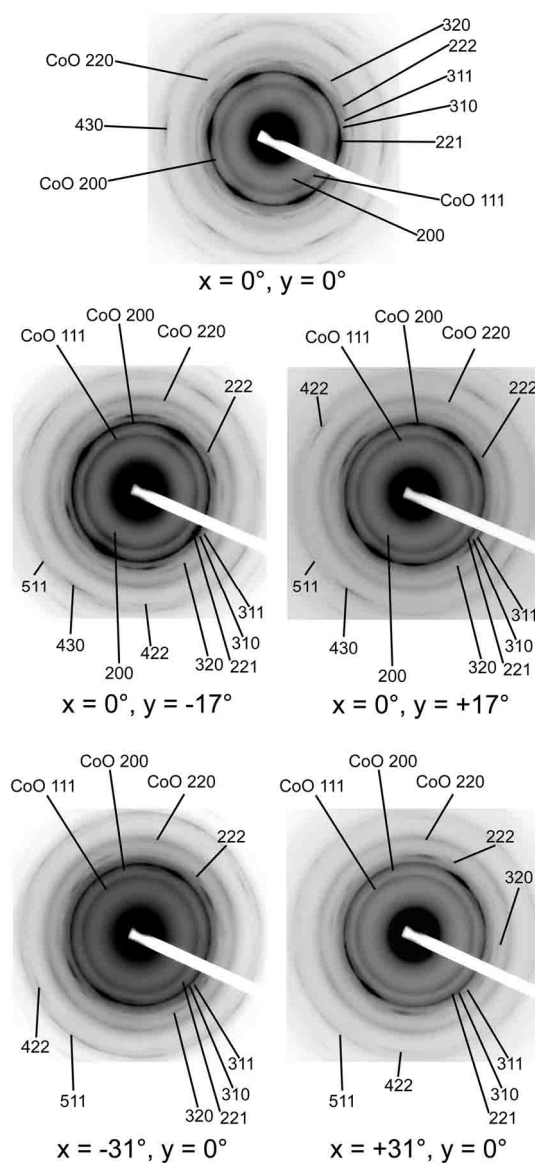 320
CoO 220
222
311
430
310
221
CoO 200
CoO 111
200
x = 0°, y = 0°
CoO 200
CoO 111
CoO 220
222
511
430
422
200
320
221
310
311
x = 0°, y = -17°
CoO 200
CoO 111
CoO 220
422
222
511
430
200
320
221
310
311
x = 0°, y = +17°
CoO 200
CoO 111
CoO 220
222
422
511
320
221
310
311
x = -31°, y = 0°
CoO 200
CoO 111
CoO 220
222
320
511
422
221
310
311
x = +31°, y = 0°